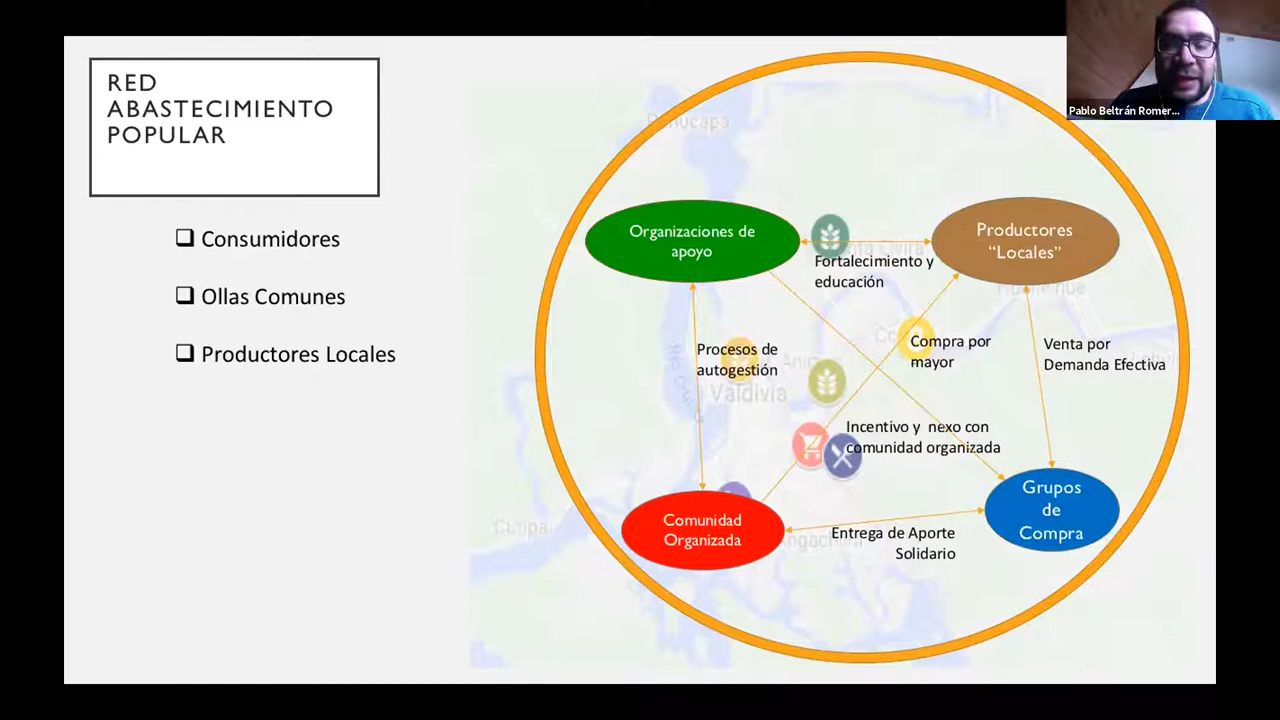 RED
ABASTECIMIENTO
POPULAR
Pablo Beltrán Romer...
Consumidores
Ollas Comunes
Productores Locales
Organizaciones de
apoyo
Productores
“Locales”
Fortalecimiento y
educación
Procesos de
autogestión
Compra por
mayor
Venta por
Demanda Efectiva
Valdivia
Incentivo y nexo con
comunidad organizada
Comunidad
Organizada
Grupos
de
Compra
Entrega de Aporte
Solidario